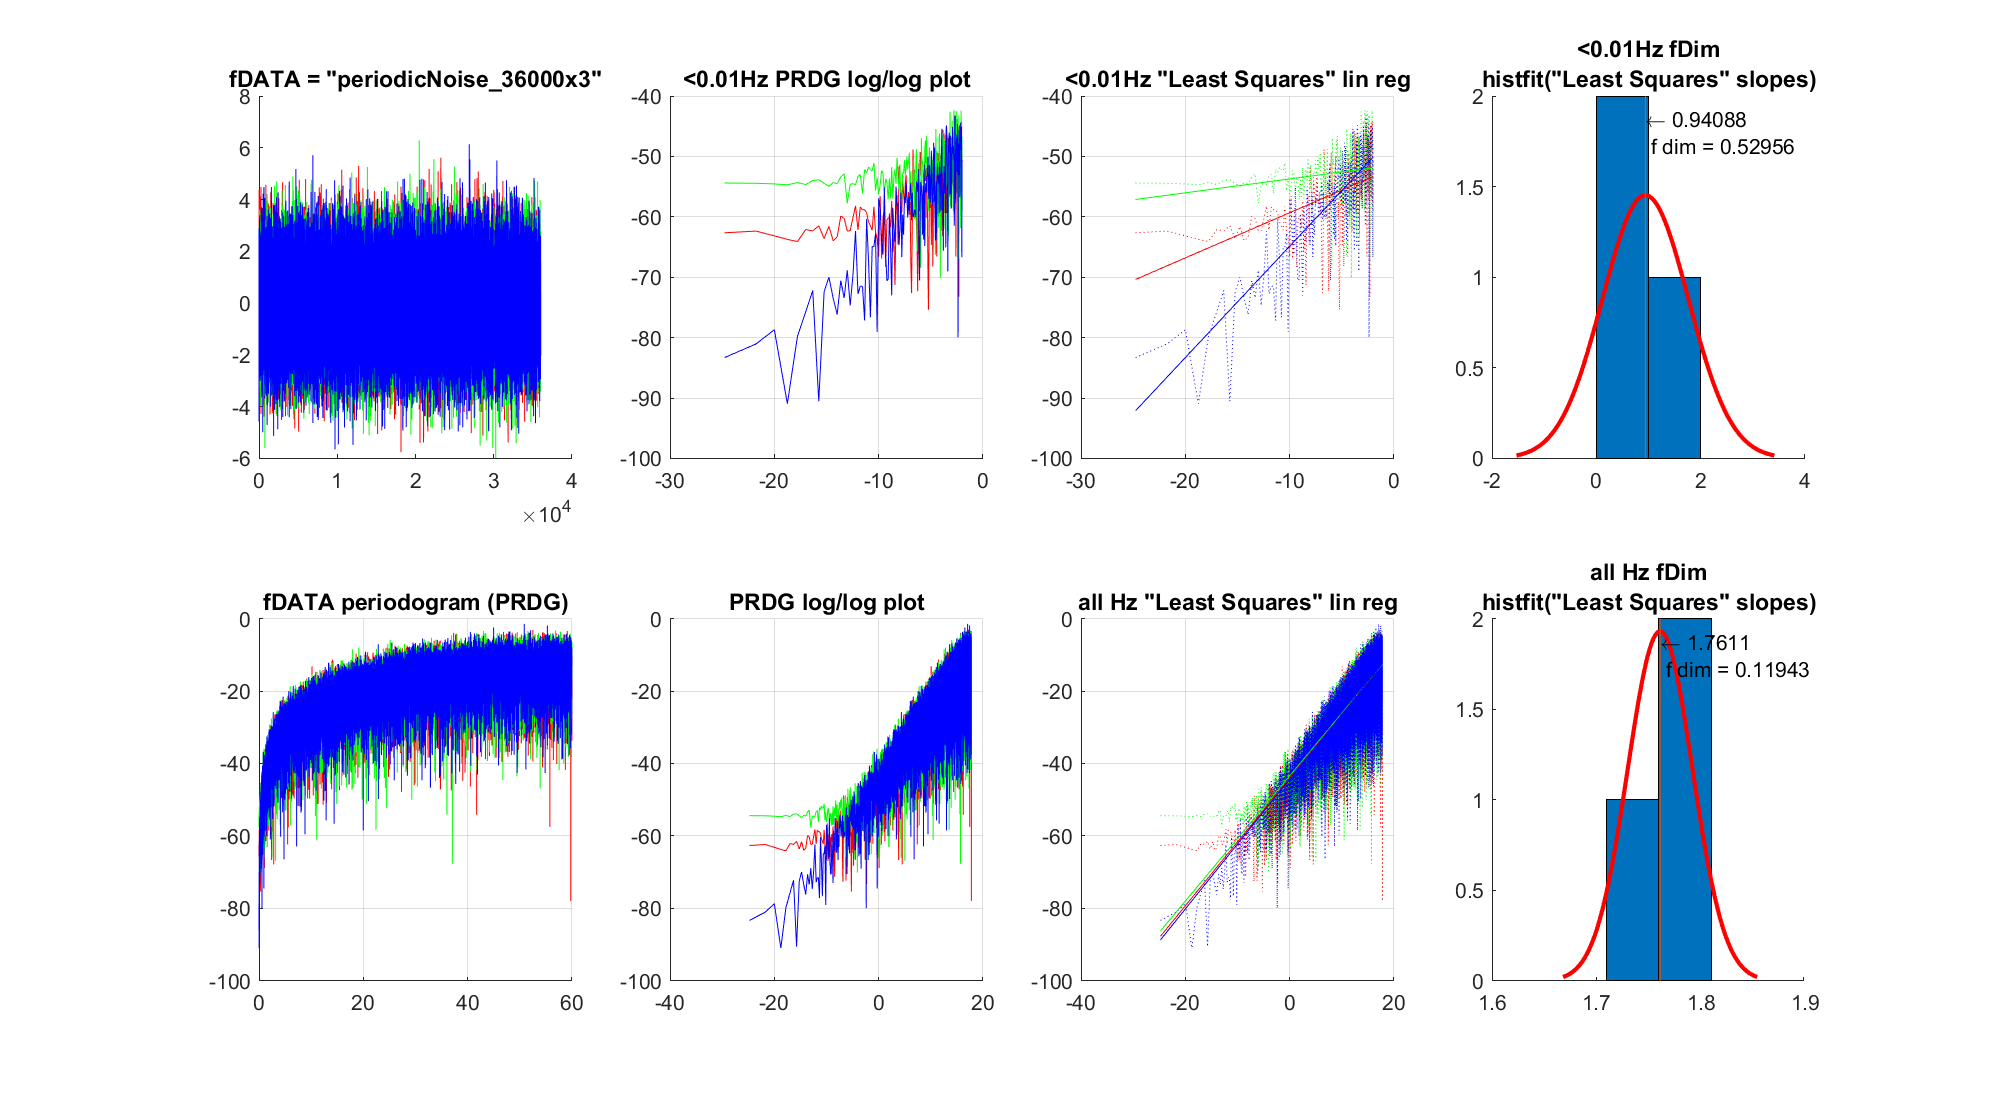 fDATA = "periodicNoise_36000x3"
8
6
4
2
0
-2
-4
-6
0 1 2 3 4
×10^4
<0.01Hz PRDG log/log plot
-40
-50
-60
-70
-80
-90
-100
-30 -20 -10 0
<0.01Hz "Least Squares" lin reg
-40
-50
-60
-70
-80
-90
-100
-30 -20 -10 0
<0.01Hz fDim
histfit("Least Squares" slopes)
2
1.5
1
0.5
0
-2 0 2 4
← 0.94088
f dim = 0.52956
fDATA periodogram (PRDG)
0
-20
-40
-60
-80
-100
0 20 40 60
PRDG log/log plot
0
-20
-40
-60
-80
-100
-40 -20 0 20
all Hz "Least Squares" lin reg
0
-20
-40
-60
-80
-100
-40 -20 0 20
all Hz fDim
histfit("Least Squares" slopes)
2
1.5
1
0.5
0
1.6 1.7 1.8 1.9
← 1.7611
f dim = 0.11943